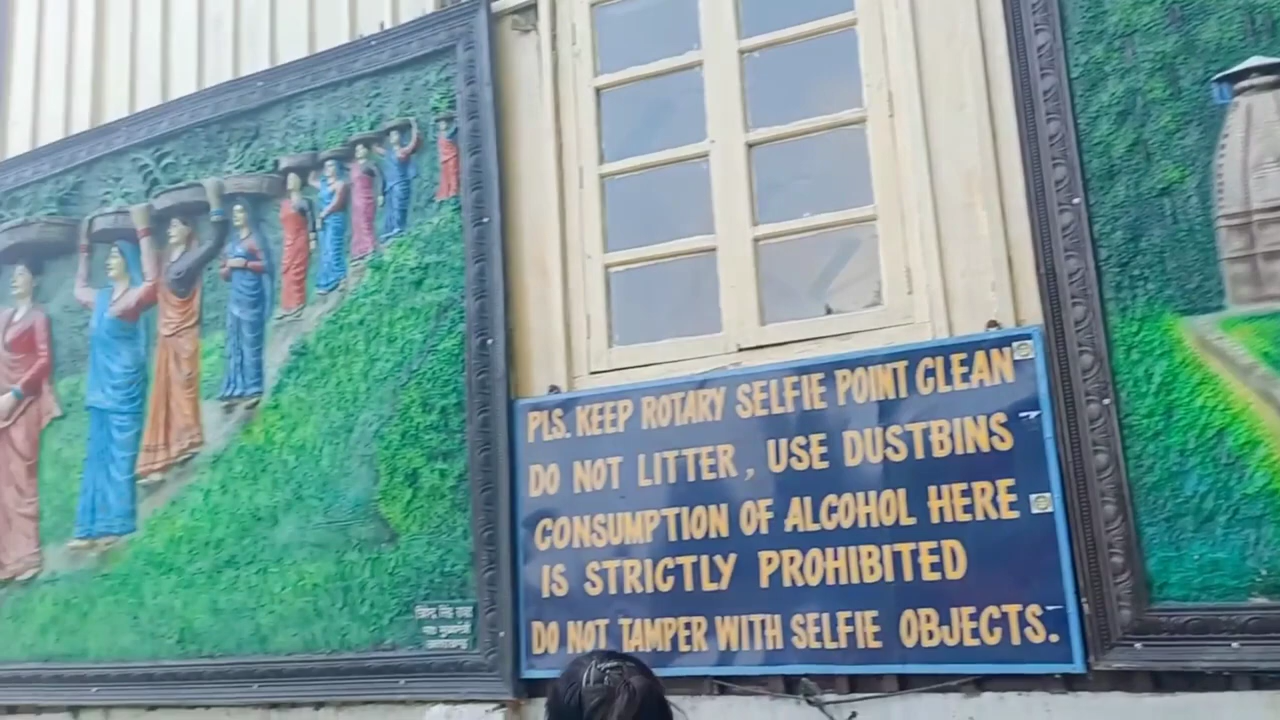 PLS. KEEP ROTARY SELFIE POINT CLEAN
DO NOT LITTER, USE DUSTBINS
CONSUMPTION OF ALCOHOL HERE
IS STRICTLY PROHIBITED
DO NOT TAMPER WITH SELFIE OBJECTS.